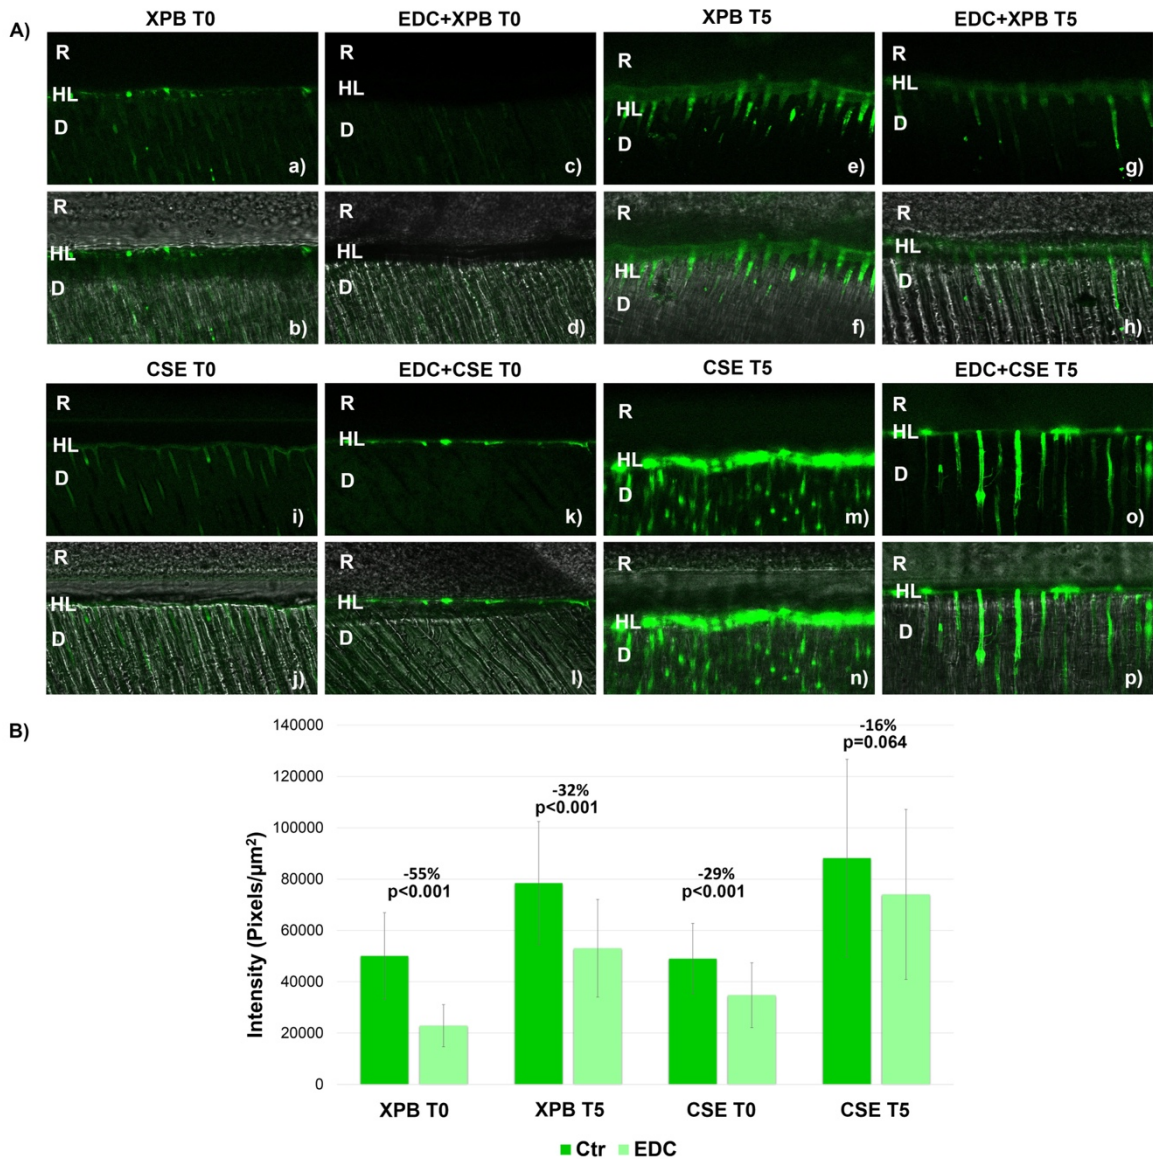 A)
XPB T0
EDC+XPB T0
XPB T5
EDC+XPB T5
R
HL
D
a)
R
HL
D
c)
R
HL
D
e)
R
HL
D
g)
R
HL
D
b)
R
HL
D
d)
R
HL
D
f)
R
HL
D
h)
CSE T0
EDC+CSE T0
CSE T5
EDC+CSE T5
R
HL
D
i)
R
HL
D
k)
R
HL
D
m)
R
HL
D
o)
R
HL
D
j)
R
HL
D
l)
R
HL
D
n)
R
HL
D
p)
B)
Intensity (Pixels/µm²)
140000
120000
100000
80000
60000
40000
20000
0
-55%
p<0.001
-32%
p<0.001
-29%
p<0.001
-16%
p=0.064
XPB T0
XPB T5
CSE T0
CSE T5
Ctr
EDC